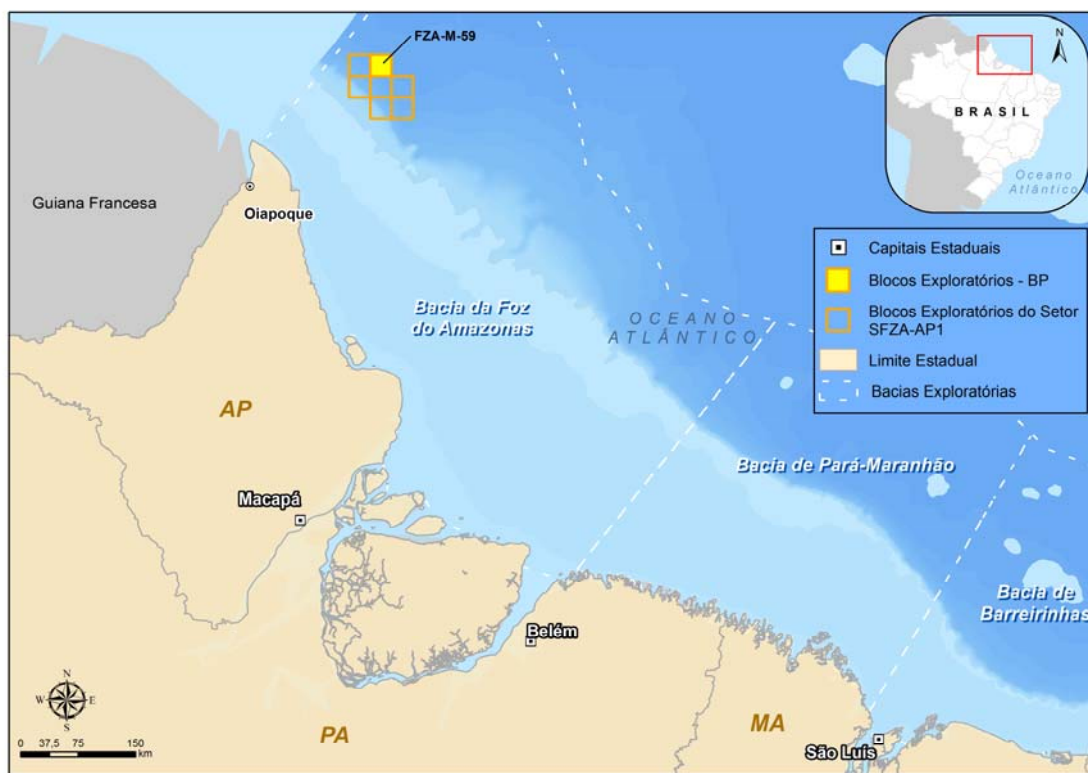 FZA-M-59
N
BRASIL
Oceano
Atlântico
Guiana Francesa
Oiapoque
Capitais Estaduais
Blocos Exploratórios - BP
Blocos Exploratórios do Setor
SFZA-AP1
Limite Estadual
Bacias Exploratórias
Bacia da Foz
do Amazonas
OCEANO
ATLÂNTICO
AP
Bacia de Pará-Maranhão
Macapá
Bacia de
Barreirinhas
Belém
N
W E
S
PA
MA
São Luís
0 37,5 75 150
km